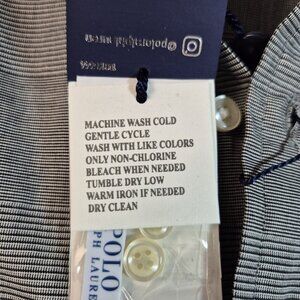 @poloralphlauren
MACHINE WASH COLD
GENTLE CYCLE
WASH WITH LIKE COLORS
ONLY NON-CHLORINE
BLEACH WHEN NEEDED
TUMBLE DRY LOW
WARM IRON IF NEEDED
DRY CLEAN
POLO
PH LAUREN